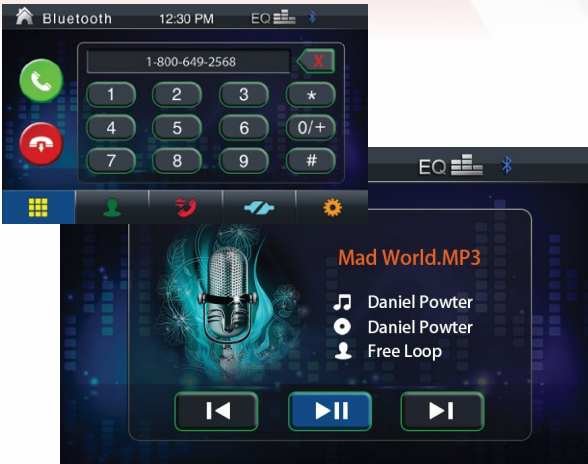 Bluetooth 12:30 PM EQ
1-800-649-2568 X
1 2 3 *
4 5 6 0/+
7 8 9 #
EQ
Mad World.MP3
Daniel Powter
Daniel Powter
Free Loop